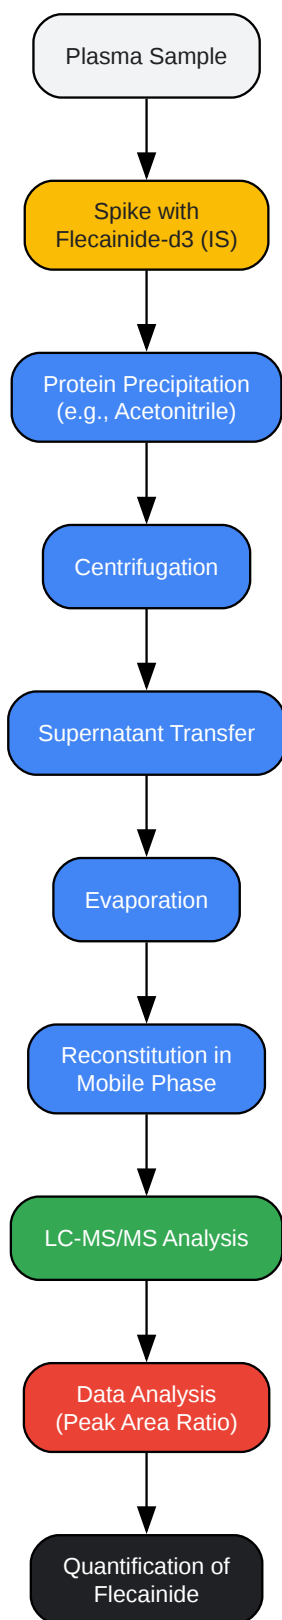 Plasma Sample
Spike with
Flecainide-d3 (IS)
Protein Precipitation
(e.g., Acetonitrile)
Centrifugation
Supernatant Transfer
Evaporation
Reconstitution in
Mobile Phase
LC-MS/MS Analysis
Data Analysis
(Peak Area Ratio)
Quantification of
Flecainide